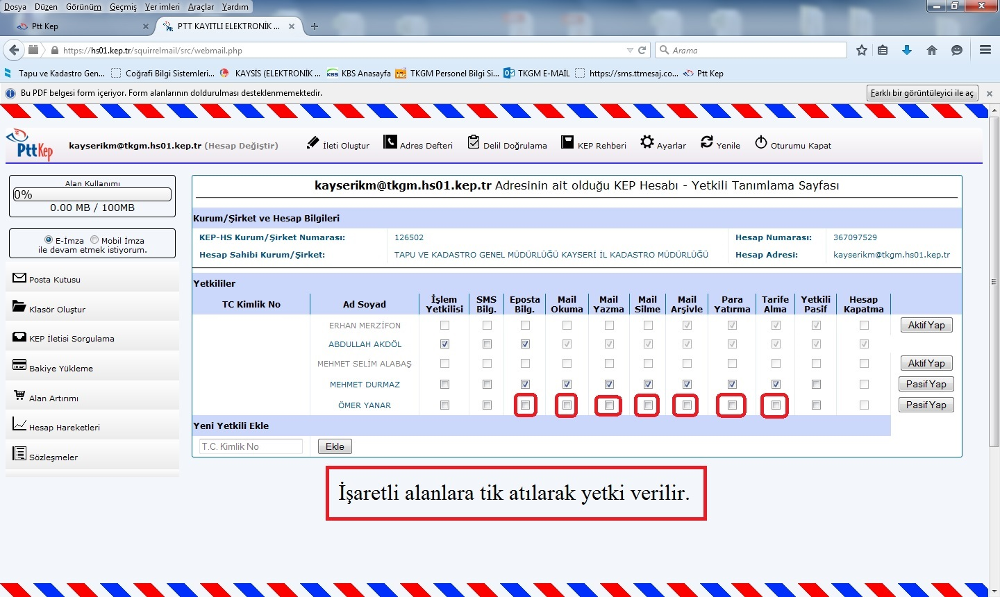 Dosya Düzen Görünüm Geçmiş Yer imleri Araçlar Yardım
Ptt Kep
PTT KAYITLI ELEKTRONİK ...
https://hs01.kep.tr/squirrelmail/src/webmail.php
Arama
Tapu ve Kadastro Gen... Coğrafi Bilgi Sistemleri... KAYSİS (ELEKTRONİK ... KBS Anasayfa TKGM Personel Bilgi Si... TKGM E-MAİL https://sms.ttmesaj.co... Ptt Kep
Bu PDF belgesi form içeriyor. Form alanlarının doldurulması desteklenmemektedir.
Farklı bir görüntüleyici ile aç
PttKep
kayserikm@tkgm.hs01.kep.tr (Hesap Değiştir)
İleti Oluştur Adres Defteri Delil Doğrulama KEP Rehberi Ayarlar Yenile Oturumu Kapat
Alan Kullanımı
0%
0.00 MB / 100MB
E-İmza Mobil İmza
ile devam etmek istiyorum.
Posta Kutusu
Klasör Oluştur
KEP İletisi Sorgulama
Bakiye Yükleme
Alan Artırımı
Hesap Hareketleri
Sözleşmeler
kayserikm@tkgm.hs01.kep.tr Adresinin ait olduğu KEP Hesabı - Yetkili Tanımlama Sayfası
Kurum/Şirket ve Hesap Bilgileri
KEP-HS Kurum/Şirket Numarası: 126502 Hesap Numarası: 367097529
Hesap Sahibi Kurum/Şirket: TAPU VE KADASTRO GENEL MÜDÜRLÜĞÜ KAYSERİ İL KADASTRO MÜDÜRLÜĞÜ Hesap Adresi: kayserikm@tkgm.hs01.kep.tr
Yetkililer
TC Kimlik No Ad Soyad İşlem Yetkilisi SMS Bilg. Eposta Bilg. Mail Okuma Mail Yazma Mail Silme Mail Arşivle Para Yatırma Tarife Alma Yetkili Pasif Hesap Kapatma
ERHAN MERZİFON Aktif Yap
ABDULLAH AKDÖL
MEHMET SELİM ALABAŞ Aktif Yap
MEHMET DURMAZ Pasif Yap
ÖMER YANAR Pasif Yap
Yeni Yetkili Ekle
T.C. Kimlik No Ekle
İşaretli alanlara tik atılarak yetki verilir.